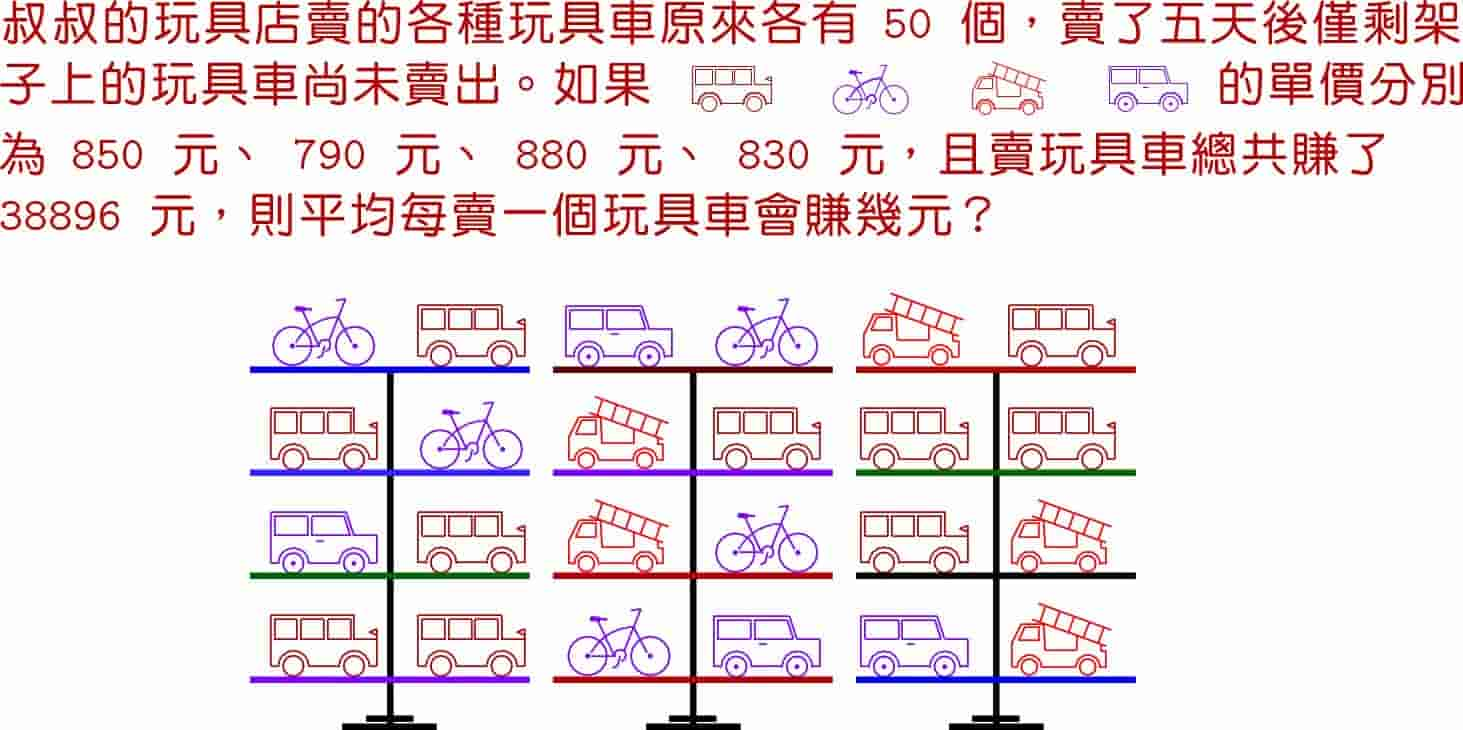 叔叔的玩具店賣的各種玩具車原來各有 50 個，賣了五天後僅剩架
子上的玩具車尚未賣出。如果 的單價分別
為 850 元、 790 元、 880 元、 830 元，且賣玩具車總共賺了
38896 元，則平均每賣一個玩具車會賺幾元？